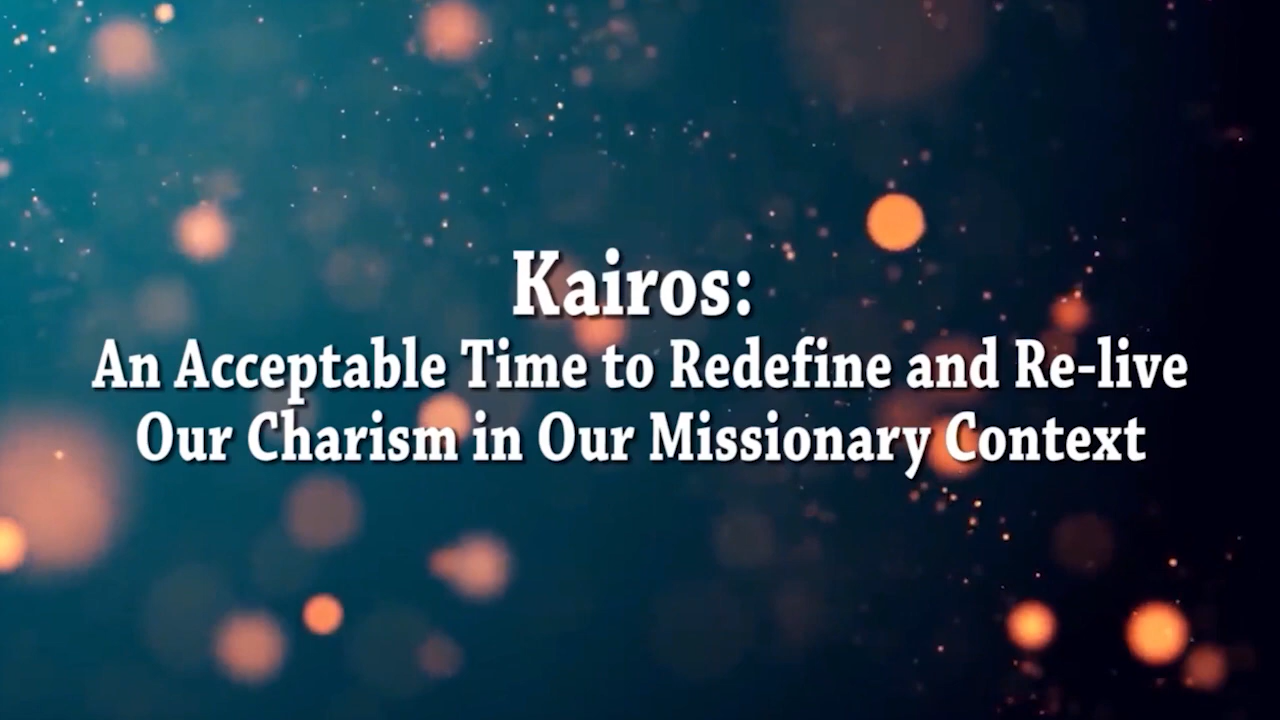 Kairos:
An Acceptable Time to Redefine and Re-live
Our Charism in Our Missionary Context